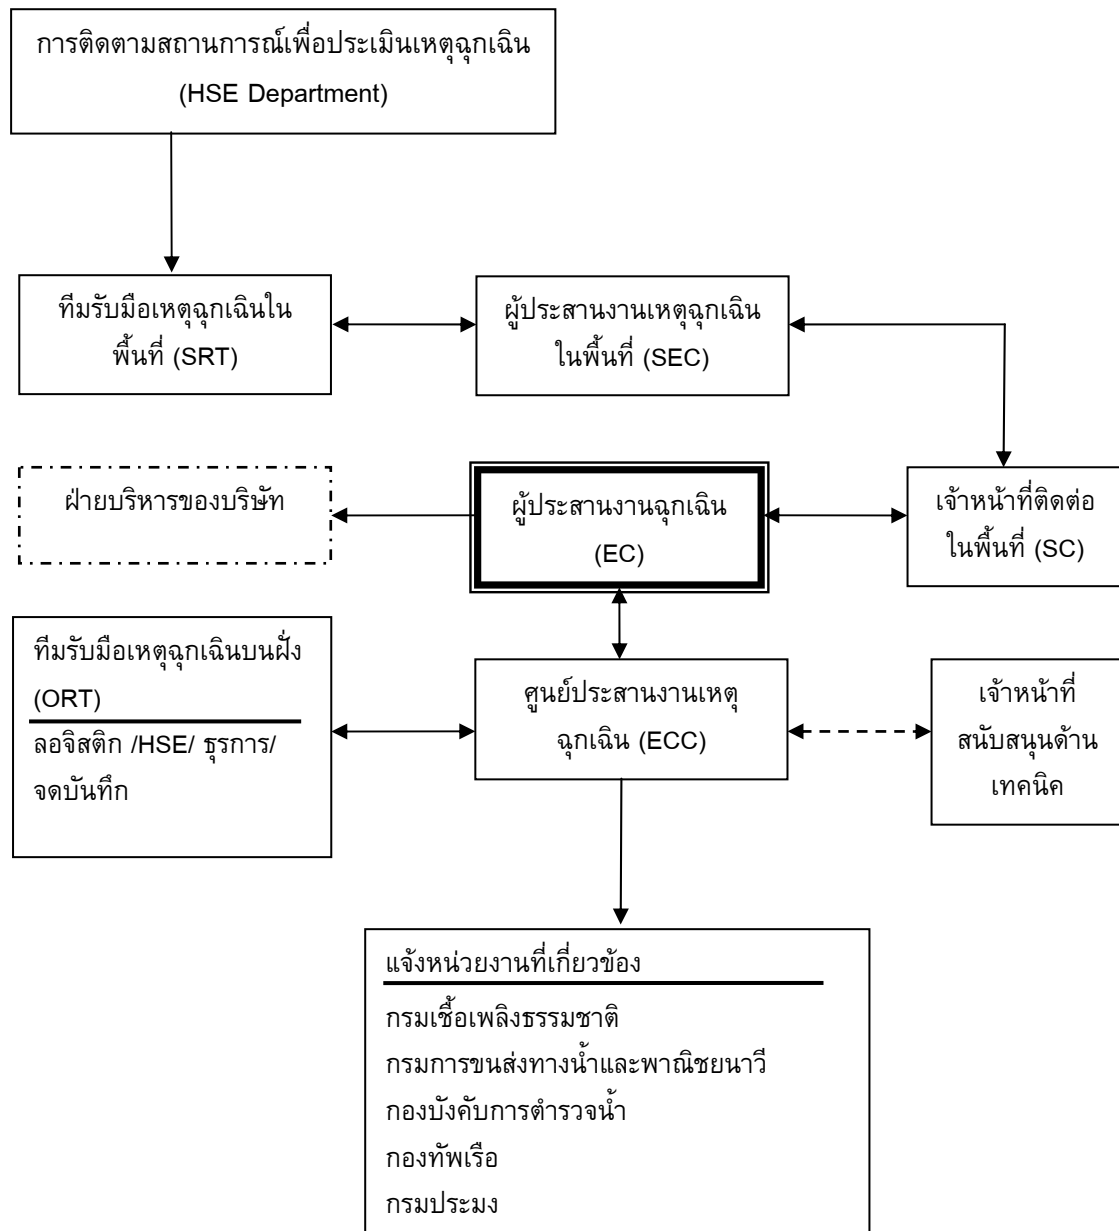 การติดตามสถานการณ์เพื่อประเมินเหตุฉุกเฉิน
(HSE Department)
ทีมรับมือเหตุฉุกเฉินใน
พื้นที่ (SRT)
ผู้ประสานงานเหตุฉุกเฉิน
ในพื้นที่ (SEC)
ฝ่ายบริหารของบริษัท
ผู้ประสานงานฉุกเฉิน
(EC)
เจ้าหน้าที่ติดต่อ
ในพื้นที่ (SC)
ทีมรับมือเหตุฉุกเฉินบนฝั่ง
(ORT)
ลอจิสติก /HSE/ ธุรการ/
จดบันทึก
ศูนย์ประสานงานเหตุ
ฉุกเฉิน (ECC)
เจ้าหน้าที่
สนับสนุนด้าน
เทคนิค
แจ้งหน่วยงานที่เกี่ยวข้อง
กรมเชื้อเพลิงธรรมชาติ
กรมการขนส่งทางน้ำและพาณิชยนาวี
กองบังคับการตำรวจน้ำ
กองทัพเรือ
กรมประมง